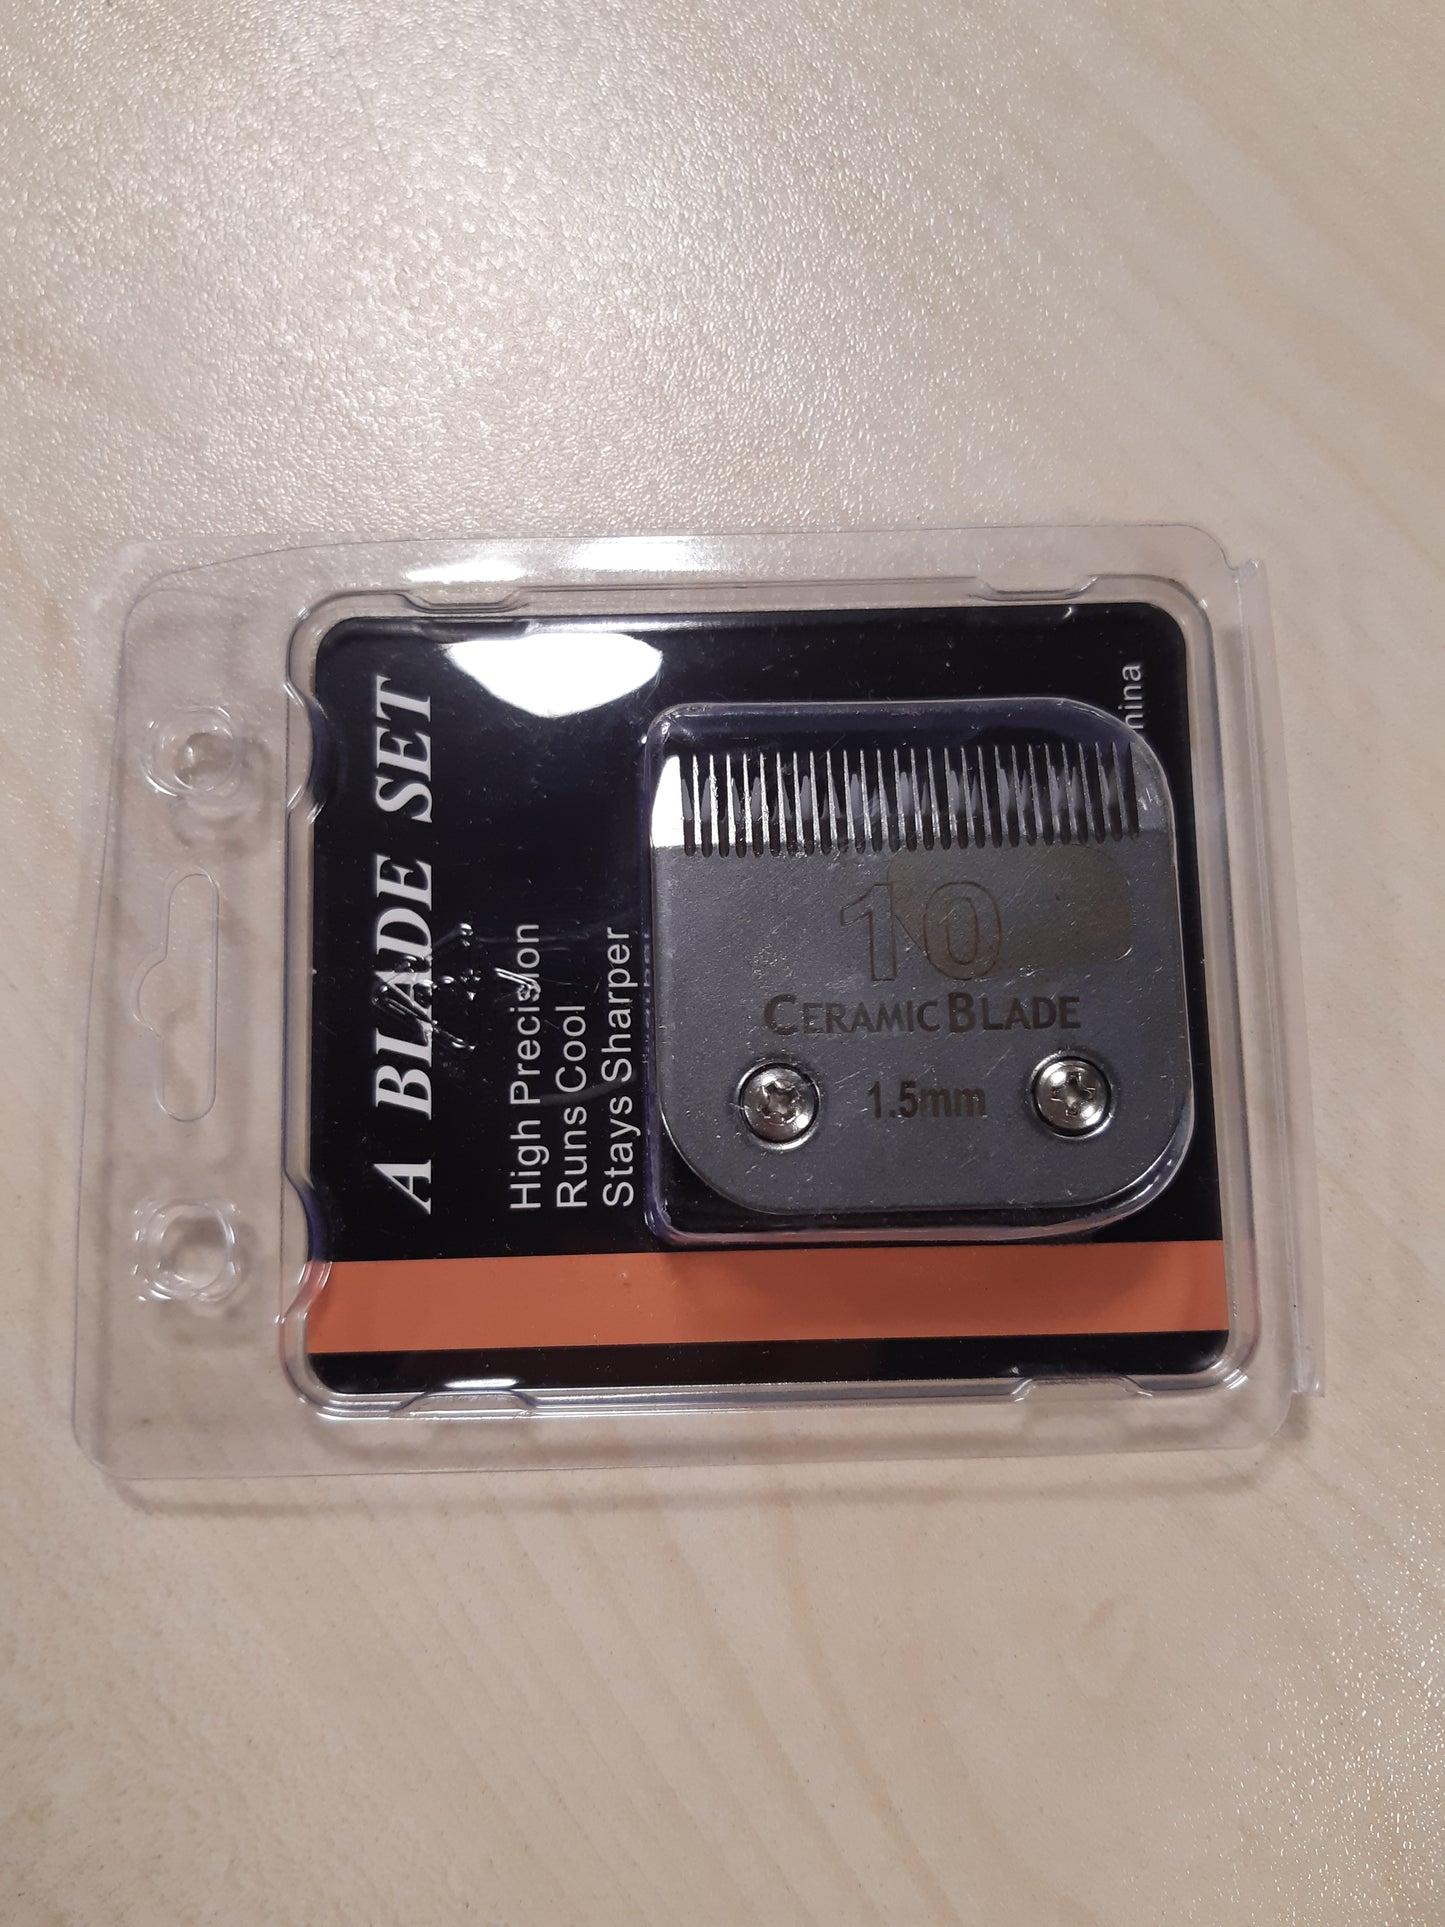 A BLADE SET
High Precision
Runs Cool
Stays Sharper
10
CERAMIC BLADE
1.5mm